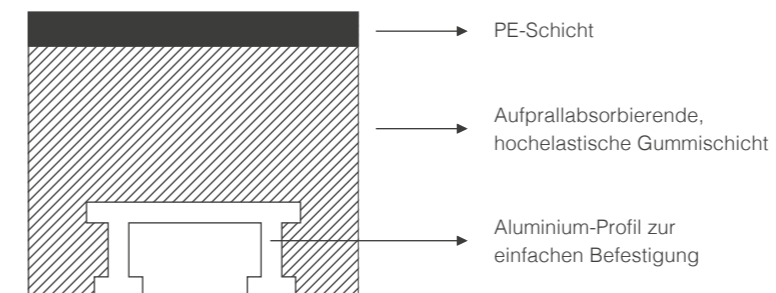 PE-Schicht
Aufprallabsorbierende,
hochelastische Gummischicht
Aluminium-Profil zur
einfachen Befestigung